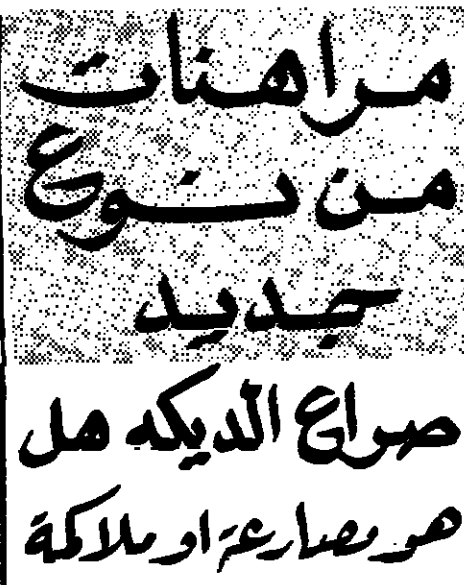 مراهنات
من نوع
جديد
صراع الديكه هل
هو مصارعة او ملاكمة